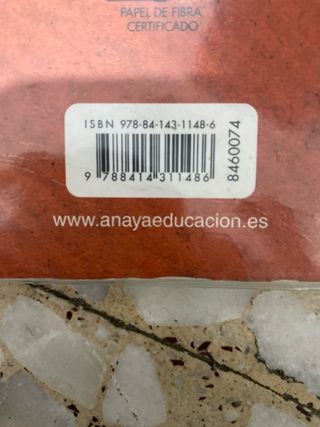 PAPEL DE FIBRA
CERTIFICADO
ISBN 978-84-143-1148-6
9 788414 311486
8460074
www.anayaeducacion.es